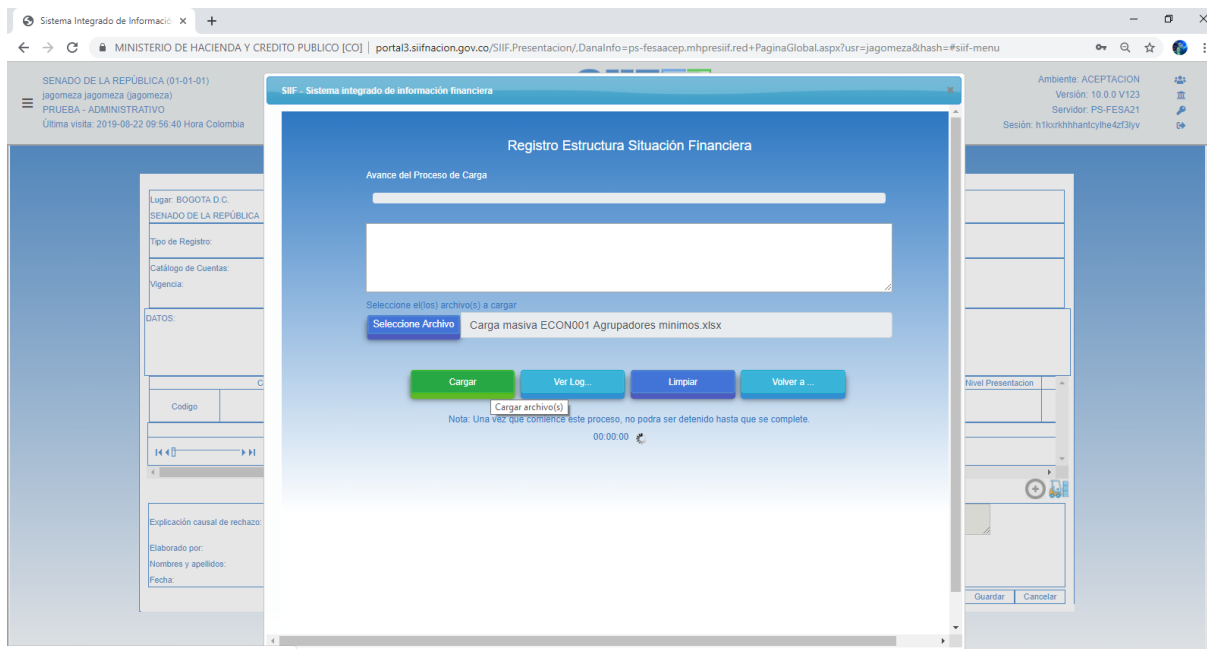 Sistema Integrado de Informació
MINISTERIO DE HACIENDA Y CREDITO PUBLICO [CO] | portal3.siifnacion.gov.co/SIIF.Presentacion/,DanaInfo=ps-fesaacep.mhpresiif.red+PaginaGlobal.aspx?usr=jagomeza&hash=#siif-menu
SENADO DE LA REPÚBLICA (01-01-01)
jagomeza jagomeza (jagomeza)
PRUEBA - ADMINISTRATIVO
Última visita: 2019-08-22 09:56:40 Hora Colombia
Ambiente: ACEPTACION
Versión: 10.0.0 V123
Servidor: PS-FESA21
SIIF - Sistema integrado de información financiera
Registro Estructura Situación Financiera
Avance del Proceso de Carga
Seleccione el(los) archivo(s) a cargar
Seleccione Archivo Carga masiva ECON001 Agrupadores minimos.xlsx
Cargar Ver Log... Limpiar Volver a ...
Cargar archivo(s)
Nota: Una vez que comience este proceso, no podra ser detenido hasta que se complete.
00:00:00
Lugar: BOGOTA D.C.
SENADO DE LA REPÚBLICA
Tipo de Registro:
Catálogo de Cuentas:
Vigencia:
DATOS:
C
Nivel Presentacion
Codigo
Explicación causal de rechazo:
Elaborado por:
Nombres y apellidos:
Fecha:
Guardar Cancelar